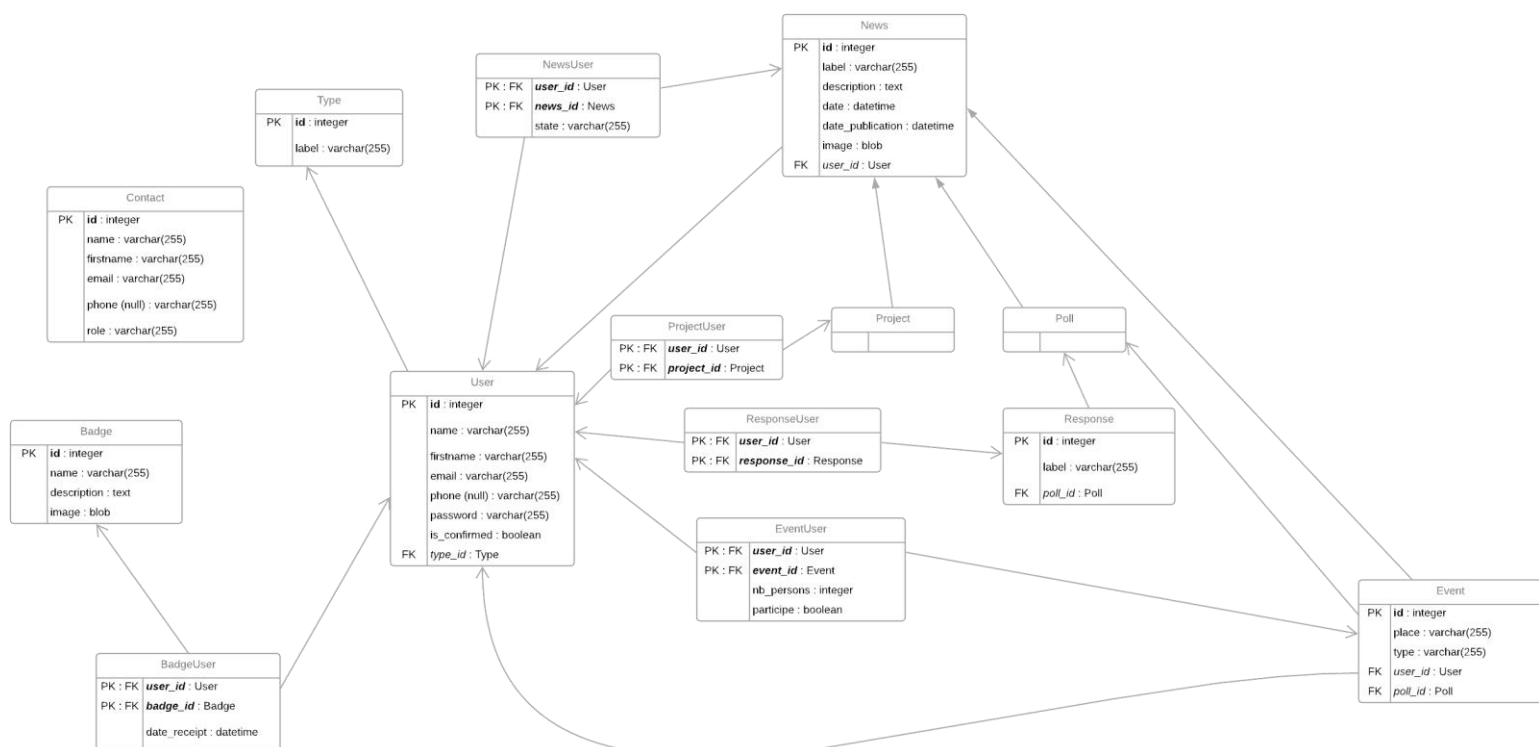 News
PK id : integer
label : varchar(255)
description : text
date : datetime
date_publication : datetime
image : blob
FK user_id : User
NewsUser
PK : FK user_id : User
PK : FK news_id : News
state : varchar(255)
Type
PK id : integer
label : varchar(255)
Contact
PK id : integer
name : varchar(255)
firstname : varchar(255)
email : varchar(255)
phone (null) : varchar(255)
role : varchar(255)
ProjectUser
PK : FK user_id : User
PK : FK project_id : Project
Project
Poll
User
PK id : integer
name : varchar(255)
firstname : varchar(255)
email : varchar(255)
phone (null) : varchar(255)
password : varchar(255)
is_confirmed : boolean
FK type_id : Type
ResponseUser
PK : FK user_id : User
PK : FK response_id : Response
Response
PK id : integer
label : varchar(255)
FK poll_id : Poll
Badge
PK id : integer
name : varchar(255)
description : text
image : blob
EventUser
PK : FK user_id : User
PK : FK event_id : Event
nb_persons : integer
participe : boolean
Event
PK id : integer
place : varchar(255)
type : varchar(255)
FK user_id : User
FK poll_id : Poll
BadgeUser
PK : FK user_id : User
PK : FK badge_id : Badge
date_receipt : datetime